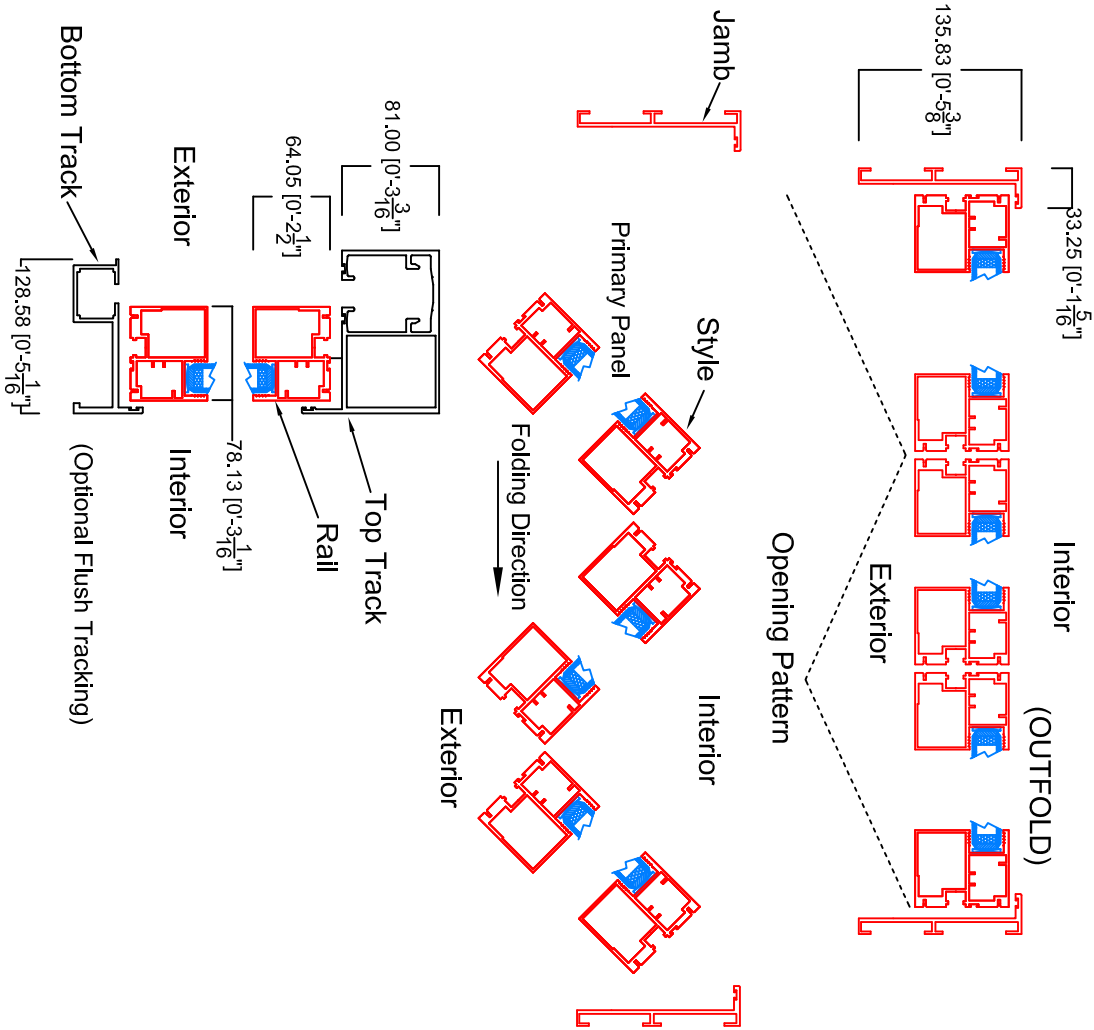 Interior
(OUTFOLD)
33.25 [0'-1 5/16"]
135.83 [0'-5 3/8"]
Exterior
Opening Pattern
Jamb
Interior
Style
Primary Panel
Folding Direction
Exterior
81.00 [0'-3 3/16"]
64.05 [0'-2 1/2"]
Top Track
Rail
78.13 [0'-3 1/16"]
Exterior
Interior
Bottom Track
128.58 [0'-5 1/16"]
(Optional Flush Tracking)